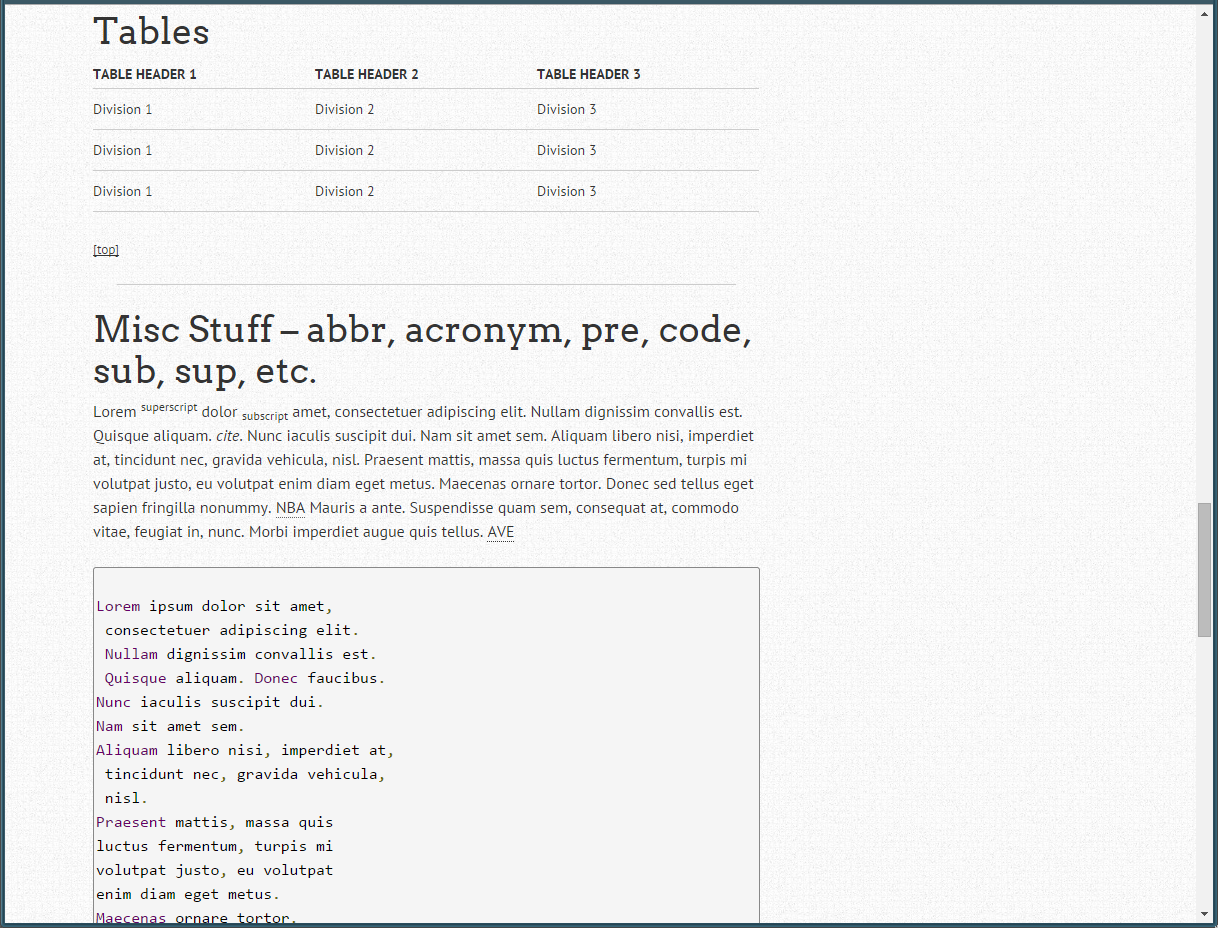 Tables
TABLE HEADER 1 TABLE HEADER 2 TABLE HEADER 3
Division 1 Division 2 Division 3
Division 1 Division 2 Division 3
Division 1 Division 2 Division 3
[top]
Misc Stuff – abbr, acronym, pre, code,
sub, sup, etc.
Lorem superscript dolor subscript amet, consectetuer adipiscing elit. Nullam dignissim convallis est.
Quisque aliquam. cite. Nunc iaculis suscipit dui. Nam sit amet sem. Aliquam libero nisi, imperdiet
at, tincidunt nec, gravida vehicula, nisl. Praesent mattis, massa quis luctus fermentum, turpis mi
volutpat justo, eu volutpat enim diam eget metus. Maecenas ornare tortor. Donec sed tellus eget
sapien fringilla nonummy. NBA Mauris a ante. Suspendisse quam sem, consequat at, commodo
vitae, feugiat in, nunc. Morbi imperdiet augue quis tellus. AVE
Lorem ipsum dolor sit amet,
consectetuer adipiscing elit.
Nullam dignissim convallis est.
Quisque aliquam. Donec faucibus.
Nunc iaculis suscipit dui.
Nam sit amet sem.
Aliquam libero nisi, imperdiet at,
tincidunt nec, gravida vehicula,
nisl.
Praesent mattis, massa quis
luctus fermentum, turpis mi
volutpat justo, eu volutpat
enim diam eget metus.
Maecenas ornare tortor.